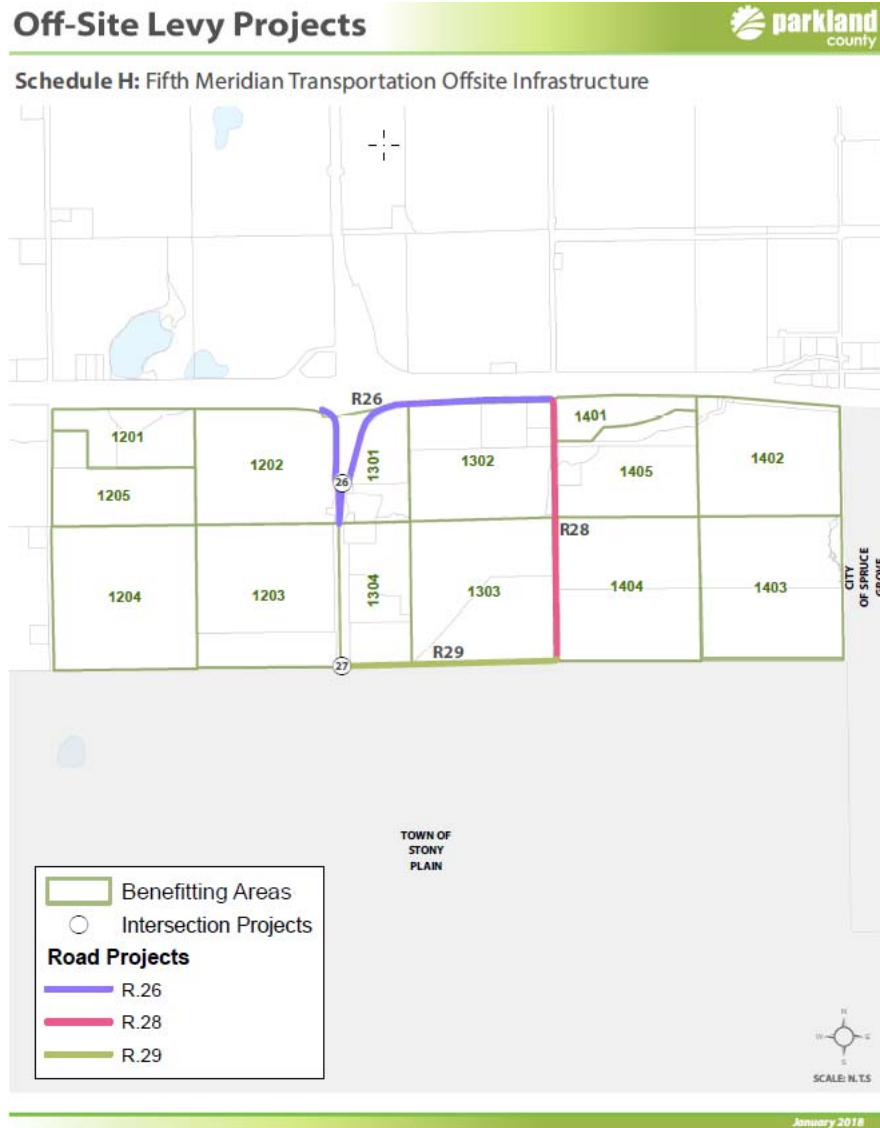 Off-Site Levy Projects
parkland
county
Schedule H: Fifth Meridian Transportation Offsite Infrastructure
R26
1401
1201
1202
1301
1302
1402
1405
26
1205
R28
CITY
OF SPRUCE
GROVE
1204
1203
1304
1303
1404
1403
R29
27
TOWN OF
STONY
PLAIN
Benefitting Areas
Intersection Projects
Road Projects
R.26
R.28
R.29
N
W
E
S
SCALE: N.T.S
January 2018